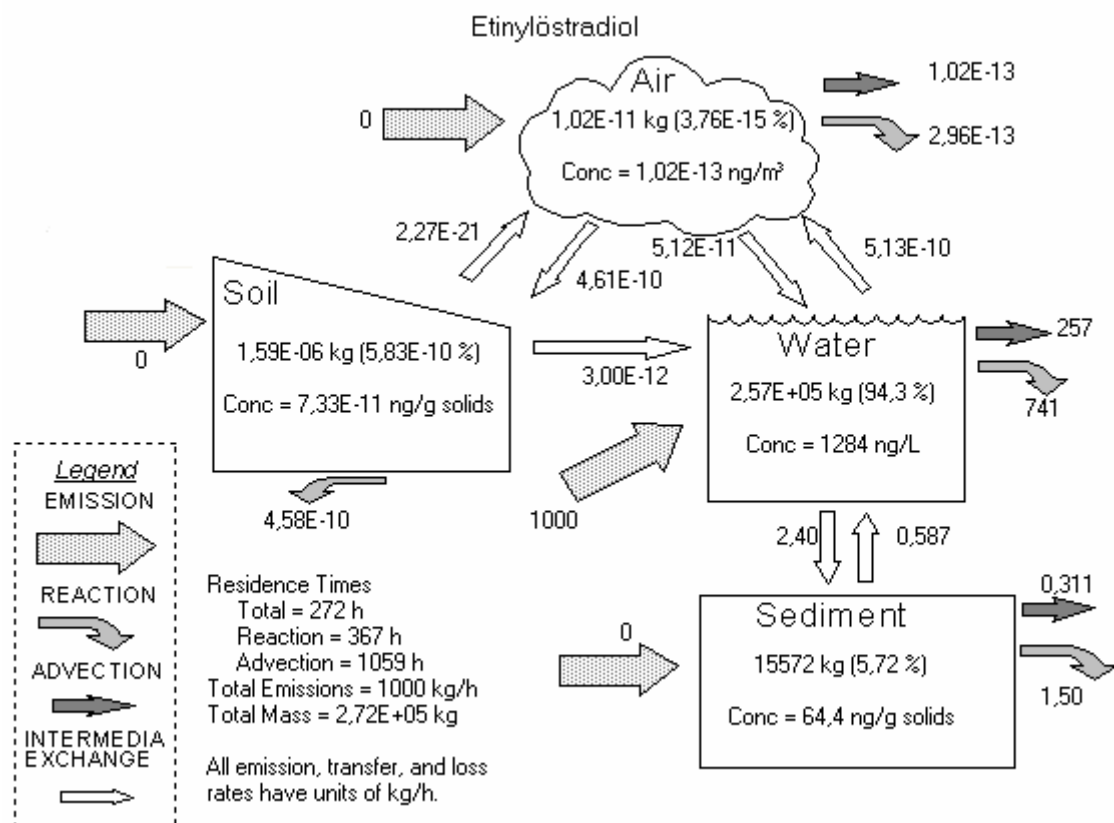 Etinylöstradiol
Air
0
1,02E-11 kg (3,76E-15 %)
Conc = 1,02E-13 ng/m³
1,02E-13
2,96E-13
2,27E-21
4,61E-10
5,12E-11
5,13E-10
Soil
0
1,59E-06 kg (5,83E-10 %)
Conc = 7,33E-11 ng/g solids
4,58E-10
3,00E-12
Water
2,57E+05 kg (94,3 %)
Conc = 1284 ng/L
257
741
1000
2,40
0,587
Legend
EMISSION
REACTION
ADVECTION
INTERMEDIA
EXCHANGE
Residence Times
Total = 272 h
Reaction = 367 h
Advection = 1059 h
Total Emissions = 1000 kg/h
Total Mass = 2,72E+05 kg
All emission, transfer, and loss
rates have units of kg/h.
0
Sediment
15572 kg (5,72 %)
Conc = 64,4 ng/g solids
0,311
1,50